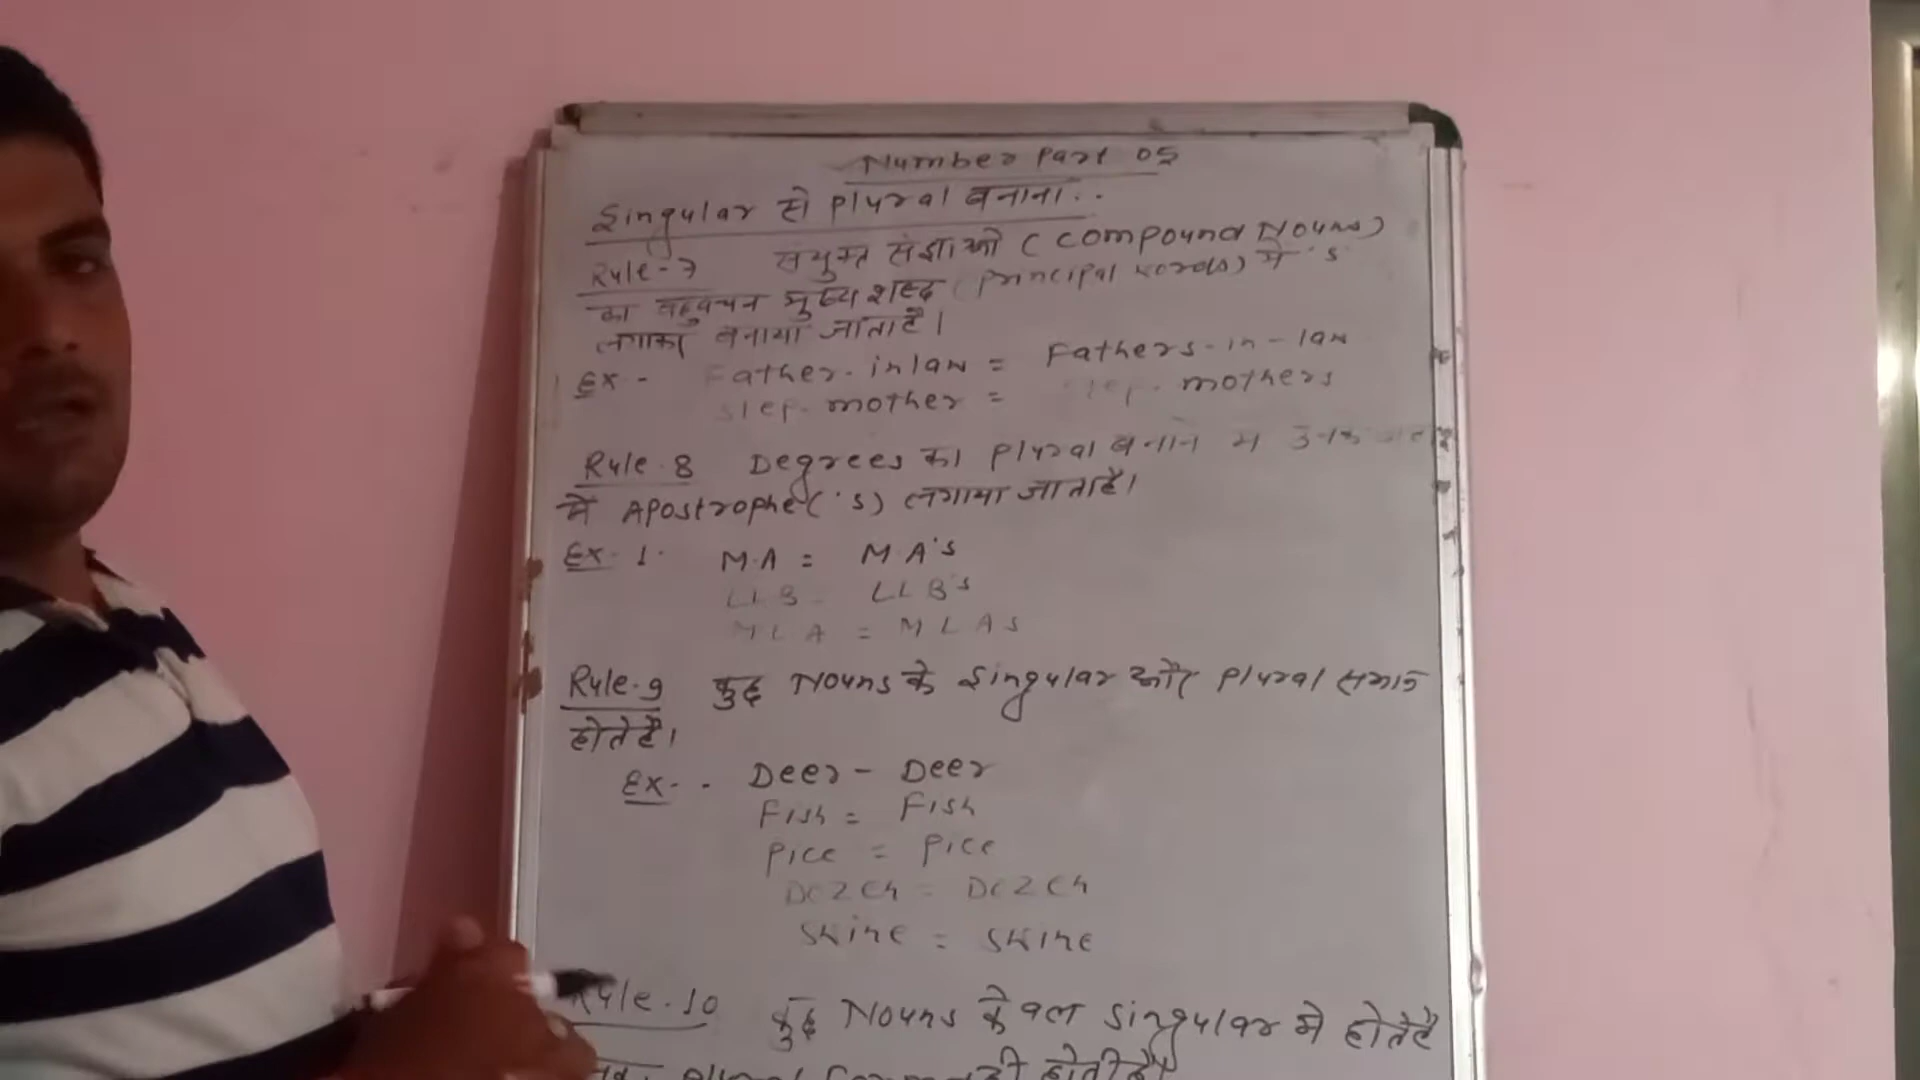 Number Part 05
Singular से Plural बनाना..
Rule-7 संयुक्त संज्ञाओ (Compound Nouns)
का बहुवचन मुख्य शब्द (Principal words) मे 's
लगाकर बनाया जाता है।
Ex - Father-in law = Fathers-in-law
Step-mother = Step-mothers
Rule-8 Degrees का Plural बनाने मे
मे Apostrophe('s) लगाया जाता है।
Ex-1. M.A = M.A's
LLB - LLB's
MLA = MLAs
Rule-9 कुछ Nouns के Singular और Plural समान
होते है।
Ex-. Deer - Deer
Fish = Fish
Pice = Pice
Swine = Swine
Rule-10 कुछ Nouns केवल singular मे होते है